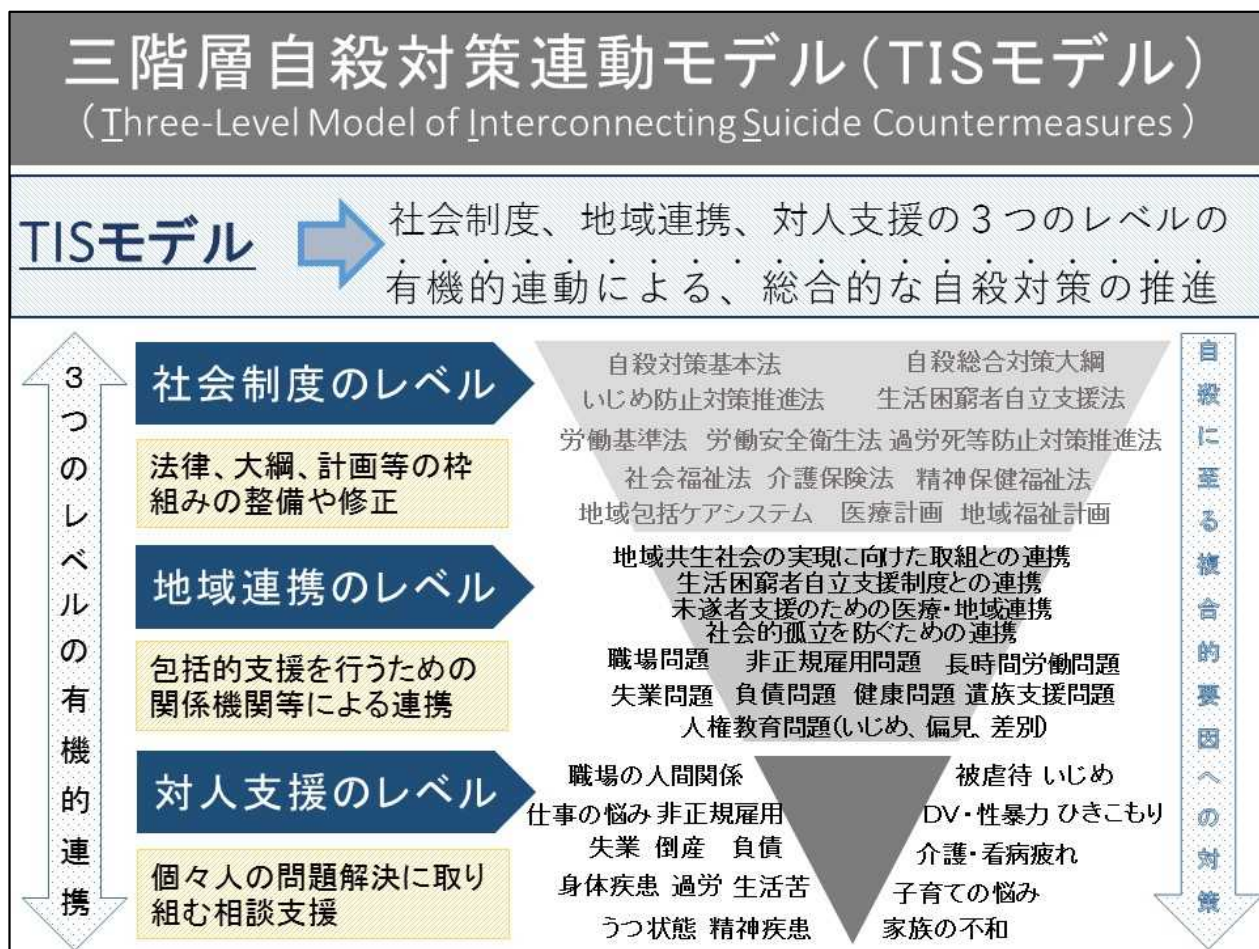 三階層自殺対策連動モデル(TISモデル)
(Three-Level Model of Interconnecting Suicide Countermeasures)
TISモデル
社会制度、地域連携、対人支援の3つのレベルの
有機的連動による、総合的な自殺対策の推進
3つのレベルの有機的連携
社会制度のレベル
法律、大綱、計画等の枠
組みの整備や修正
自殺対策基本法 自殺総合対策大綱
いじめ防止対策推進法 生活困窮者自立支援法
労働基準法 労働安全衛生法 過労死等防止対策推進法
社会福祉法 介護保険法 精神保健福祉法
地域包括ケアシステム 医療計画 地域福祉計画
地域連携のレベル
包括的支援を行うための
関係機関等による連携
地域共生社会の実現に向けた取組との連携
生活困窮者自立支援制度との連携
未遂者支援のための医療・地域連携
社会的孤立を防ぐための連携
職場問題 非正規雇用問題 長時間労働問題
失業問題 負債問題 健康問題 遺族支援問題
人権教育問題(いじめ、偏見、差別)
対人支援のレベル
個々人の問題解決に取り
組む相談支援
職場の人間関係
仕事の悩み 非正規雇用
失業 倒産 負債
身体疾患 過労 生活苦
うつ状態 精神疾患
被虐待 いじめ
DV・性暴力 ひきこもり
介護・看病疲れ
子育ての悩み
家族の不和
自殺に至る複合的要因への対策